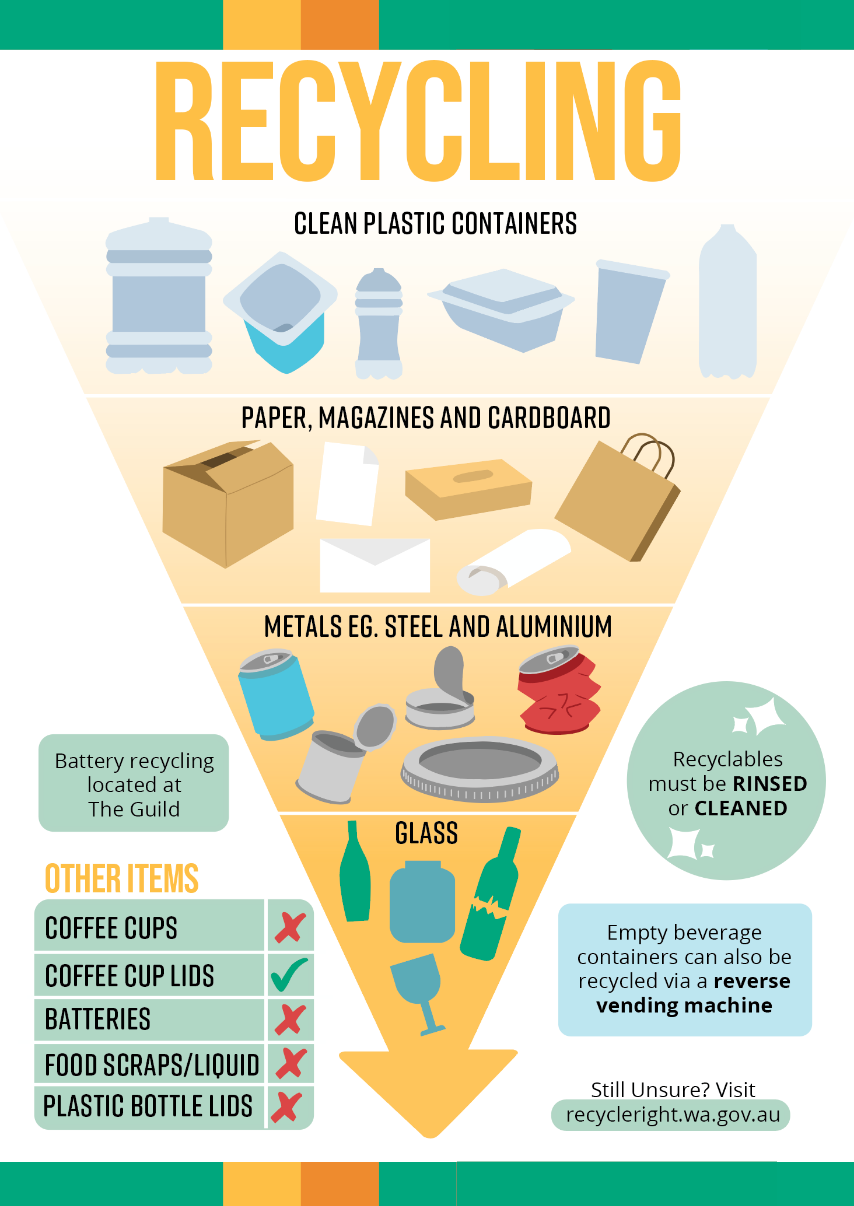 RECYCLING
CLEAN PLASTIC CONTAINERS
PAPER, MAGAZINES AND CARDBOARD
METALS EG. STEEL AND ALUMINIUM
Battery recycling
located at
The Guild
Recyclables
must be RINSED
or CLEANED
GLASS
OTHER ITEMS
COFFEE CUPS
COFFEE CUP LIDS
BATTERIES
FOOD SCRAPS/LIQUID
PLASTIC BOTTLE LIDS
Empty beverage
containers can also be
recycled via a reverse
vending machine
Still Unsure? Visit
recycleright.wa.gov.au